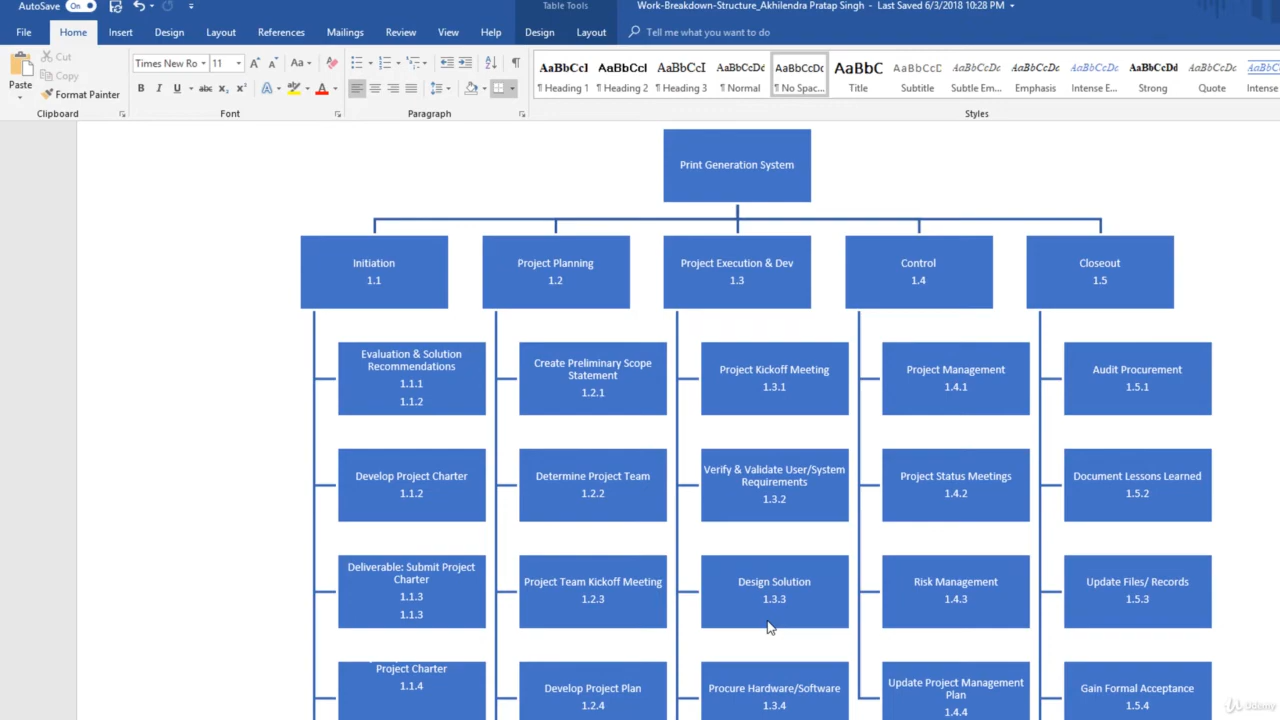 AutoSave On
Table Tools
Work-Breakdown-Structure_Akhilendra Pratap Singh - Last Saved 6/3/2018 10:28 PM
File Home Insert Design Layout References Mailings Review View Help Design Layout Tell me what you want to do
Paste
Cut
Copy
Format Painter
Clipboard
Times New Ro 11 Aa
B I U abc x₂ x² A A
Font
Paragraph
AaBbCcI AaBbCcI AaBbCcI AaBbCcDd AaBbCcDc AaBbC AaBbCcD AaBbCcDd AaBbCcDd AaBbCcDd AaBbCcDd AaBbCcDd AaBbCcD
¶ Heading 1 ¶ Heading 2 ¶ Heading 3 ¶ Normal ¶ No Spac... Title Subtitle Subtle Em... Emphasis Intense E... Strong Quote Intense
Styles
Print Generation System
Initiation
1.1
Project Planning
1.2
Project Execution & Dev
1.3
Control
1.4
Closeout
1.5
Evaluation & Solution
Recommendations
1.1.1
1.1.2
Create Preliminary Scope
Statement
1.2.1
Project Kickoff Meeting
1.3.1
Project Management
1.4.1
Audit Procurement
1.5.1
Develop Project Charter
1.1.2
Determine Project Team
1.2.2
Verify & Validate User/System
Requirements
1.3.2
Project Status Meetings
1.4.2
Document Lessons Learned
1.5.2
Deliverable: Submit Project
Charter
1.1.3
1.1.3
Project Team Kickoff Meeting
1.2.3
Design Solution
1.3.3
Risk Management
1.4.3
Update Files/ Records
1.5.3
Project Charter
1.1.4
Develop Project Plan
1.2.4
Procure Hardware/Software
1.3.4
Update Project Management
Plan
1.4.4
Gain Formal Acceptance
1.5.4
Udemy